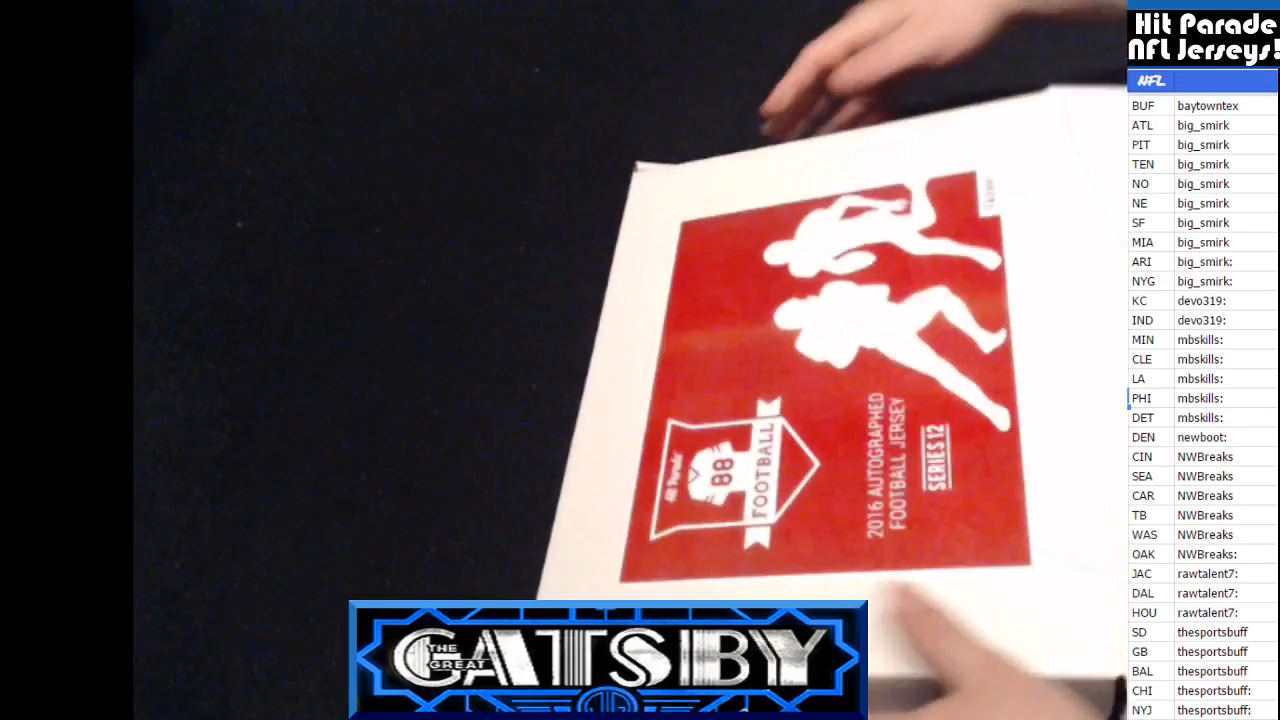 Hit Parade
NFL Jerseys!
NFL
BUF baytowntex
ATL big_smirk
PIT big_smirk
TEN big_smirk
NO big_smirk
NE big_smirk
SF big_smirk
MIA big_smirk
ARI big_smirk:
NYG big_smirk:
KC devo319:
IND devo319:
MIN mbskills:
CLE mbskills:
LA mbskills:
PHI mbskills:
DET mbskills:
DEN newboot:
CIN NWBreaks
SEA NWBreaks
CAR NWBreaks
TB NWBreaks
WAS NWBreaks
OAK NWBreaks:
JAC rawtalent7:
DAL rawtalent7:
HOU rawtalent7:
SD thesportsbuff
GB thesportsbuff
BAL thesportsbuff
CHI thesportsbuff:
NYJ thesportsbuff:
Hit Parade
88
FOOTBALL
2016 AUTOGRAPHED
FOOTBALL JERSEY
SERIES 12
THE GREAT
GATSBY